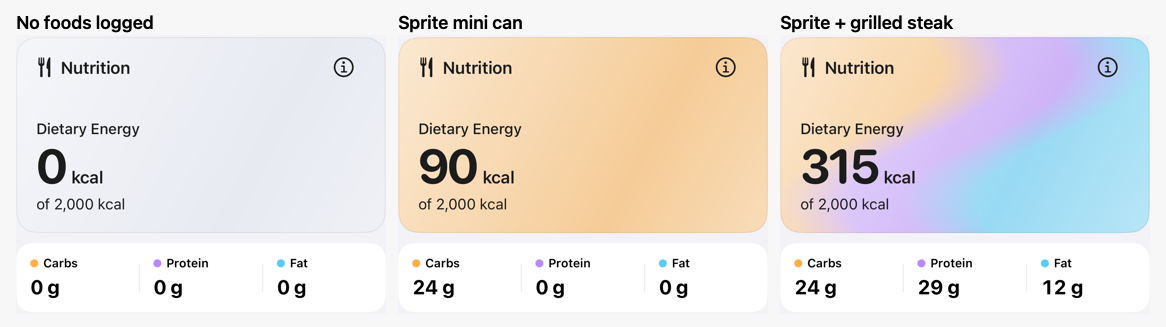 No foods logged
Nutrition
Dietary Energy
0 kcal
of 2,000 kcal
Carbs
0 g
Protein
0 g
Fat
0 g
Sprite mini can
Nutrition
Dietary Energy
90 kcal
of 2,000 kcal
Carbs
24 g
Protein
0 g
Fat
0 g
Sprite + grilled steak
Nutrition
Dietary Energy
315 kcal
of 2,000 kcal
Carbs
24 g
Protein
29 g
Fat
12 g